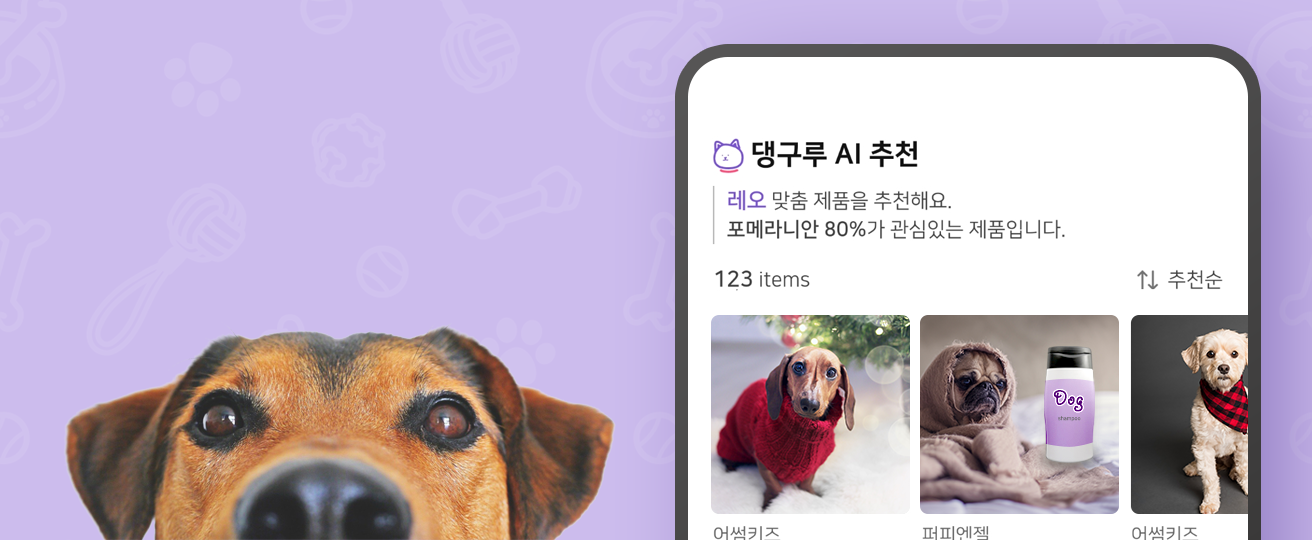 댕구루 AI 추천
레오 맞춤 제품을 추천해요.
포메라니안 80%가 관심있는 제품입니다.
123 items
추천순
Dog
shampoo
어썸키즈
퍼피엔젤
어썸키즈